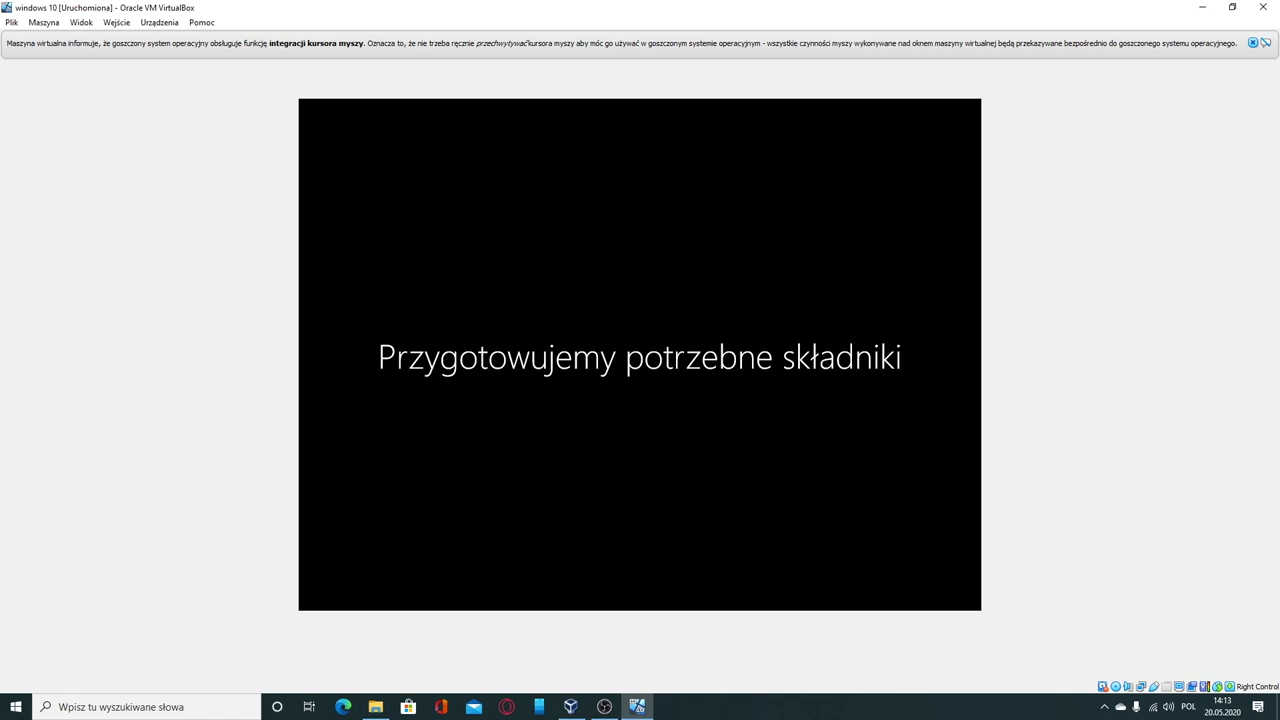 windows 10 [Uruchomiona] - Oracle VM VirtualBox
Plik Maszyna Widok Wejście Urządzenia Pomoc
Maszyna wirtualna informuje, że goszczony system operacyjny obsługuje funkcję integracji kursora myszy. Oznacza to, że nie trzeba ręcznie przechwytywać kursora myszy aby móc go używać w goszczonym systemie operacyjnym - wszystkie czynności myszy wykonywane nad oknem maszyny wirtualnej będą przekazywane bezpośrednio do goszczonego systemu operacyjnego.
Przygotowujemy potrzebne składniki
Right Control
Wpisz tu wyszukiwane słowa
POL
14:13
20.05.2020